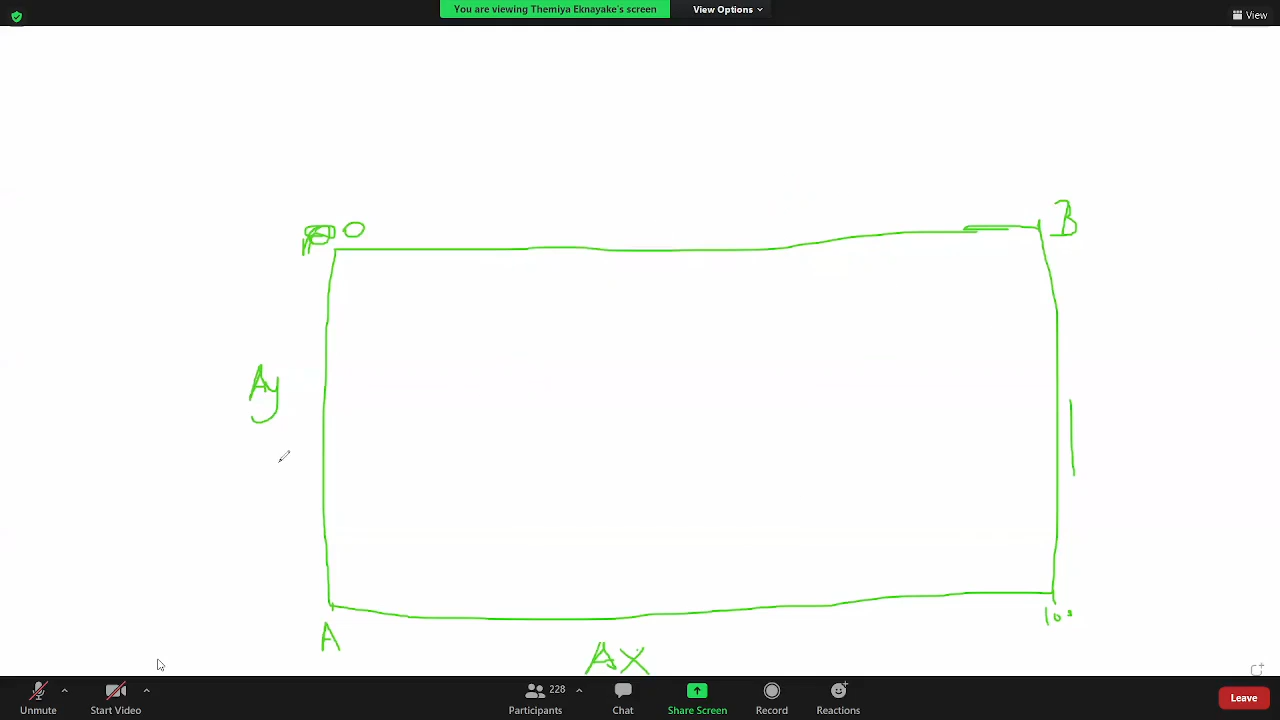 You are viewing Themiya Eknayake's screen View Options
View
O
B
Ay
A
Ax
Unmute
Start Video
228
Participants
Chat
Share Screen
Record
Reactions
Leave